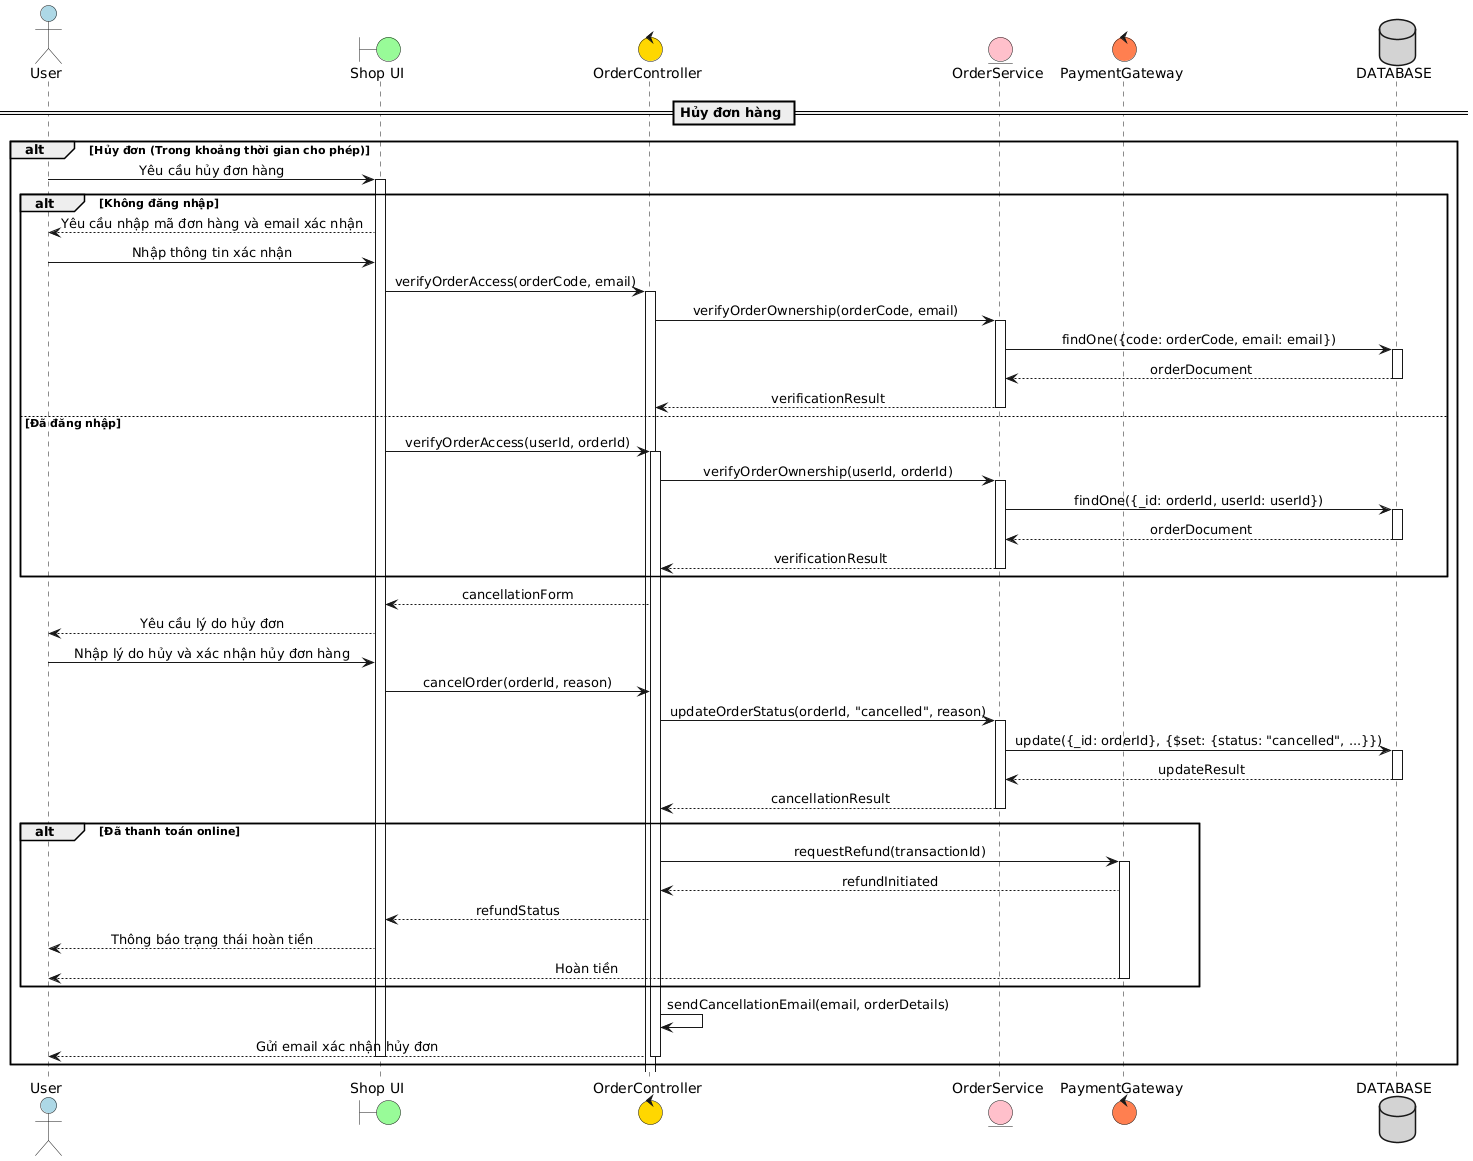 User
Shop UI
OrderController
OrderService
PaymentGateway
DATABASE
Hủy đơn hàng
alt [Hủy đơn (Trong khoảng thời gian cho phép)]
Yêu cầu hủy đơn hàng
alt [Không đăng nhập]
Yêu cầu nhập mã đơn hàng và email xác nhận
Nhập thông tin xác nhận
verifyOrderAccess(orderCode, email)
verifyOrderOwnership(orderCode, email)
findOne({code: orderCode, email: email})
orderDocument
verificationResult
[Đã đăng nhập]
verifyOrderAccess(userId, orderId)
verifyOrderOwnership(userId, orderId)
findOne({_id: orderId, userId: userId})
orderDocument
verificationResult
cancellationForm
Yêu cầu lý do hủy đơn
Nhập lý do hủy và xác nhận hủy đơn hàng
cancelOrder(orderId, reason)
updateOrderStatus(orderId, "cancelled", reason)
update({_id: orderId}, {$set: {status: "cancelled", ...}})
updateResult
cancellationResult
alt [Đã thanh toán online]
requestRefund(transactionId)
refundInitiated
refundStatus
Thông báo trạng thái hoàn tiền
Hoàn tiền
sendCancellationEmail(email, orderDetails)
Gửi email xác nhận hủy đơn
User
Shop UI
OrderController
OrderService
PaymentGateway
DATABASE